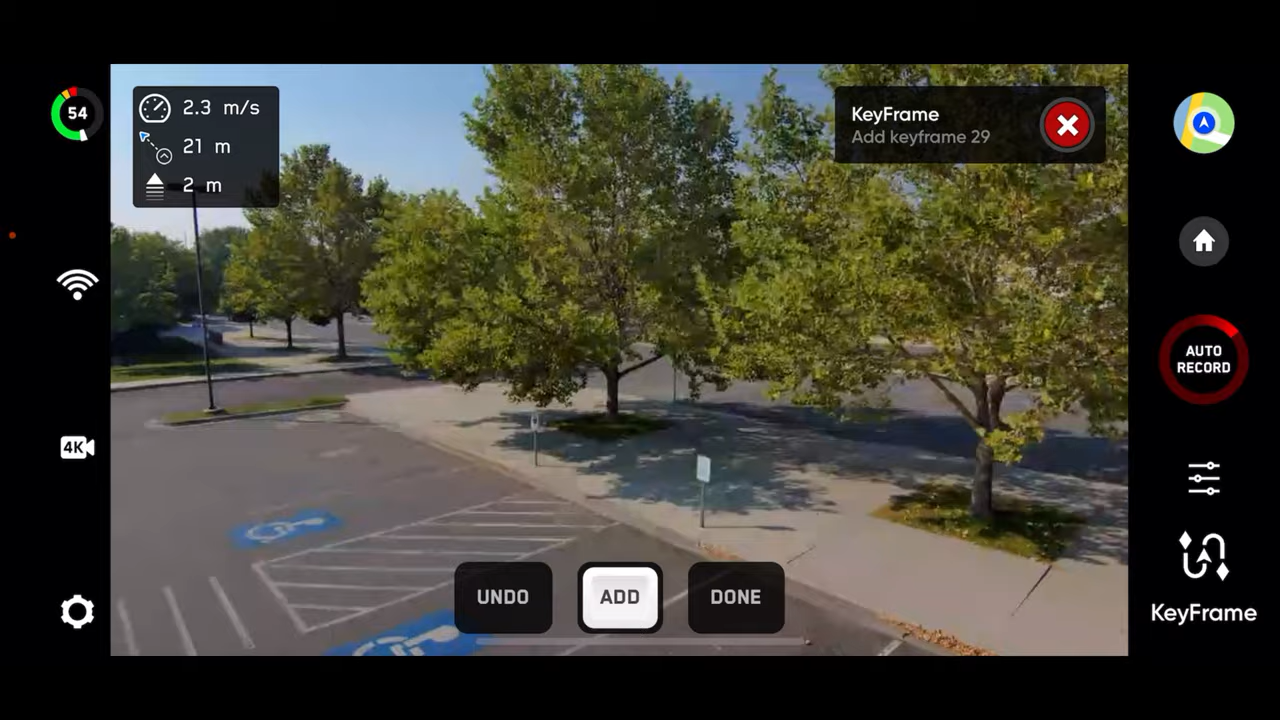 54
2.3 m/s
21 m
2 m
KeyFrame
Add keyframe 29
AUTO
RECORD
4K
UNDO
ADD
DONE
KeyFrame